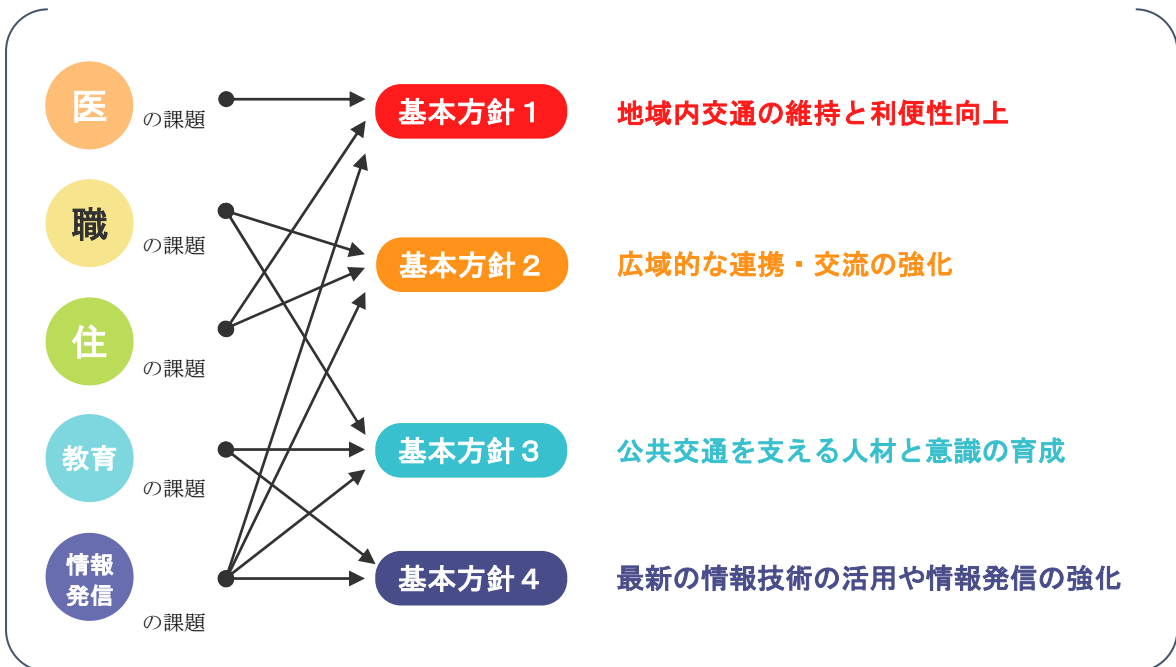 医
の課題
基本方針１
地域内交通の維持と利便性向上
職
の課題
基本方針２
広域的な連携・交流の強化
住
の課題
教育
の課題
基本方針３
公共交通を支える人材と意識の育成
情報
発信
の課題
基本方針４
最新の情報技術の活用や情報発信の強化